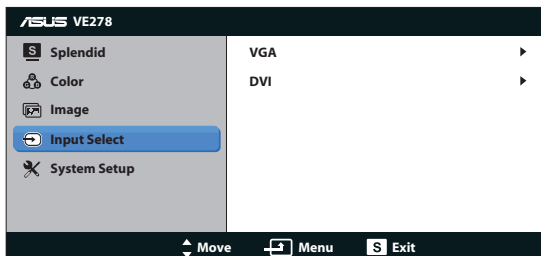 ASUS VE278
S Splendid
Color
Image
Input Select
System Setup
VGA
DVI
Move Menu S Exit